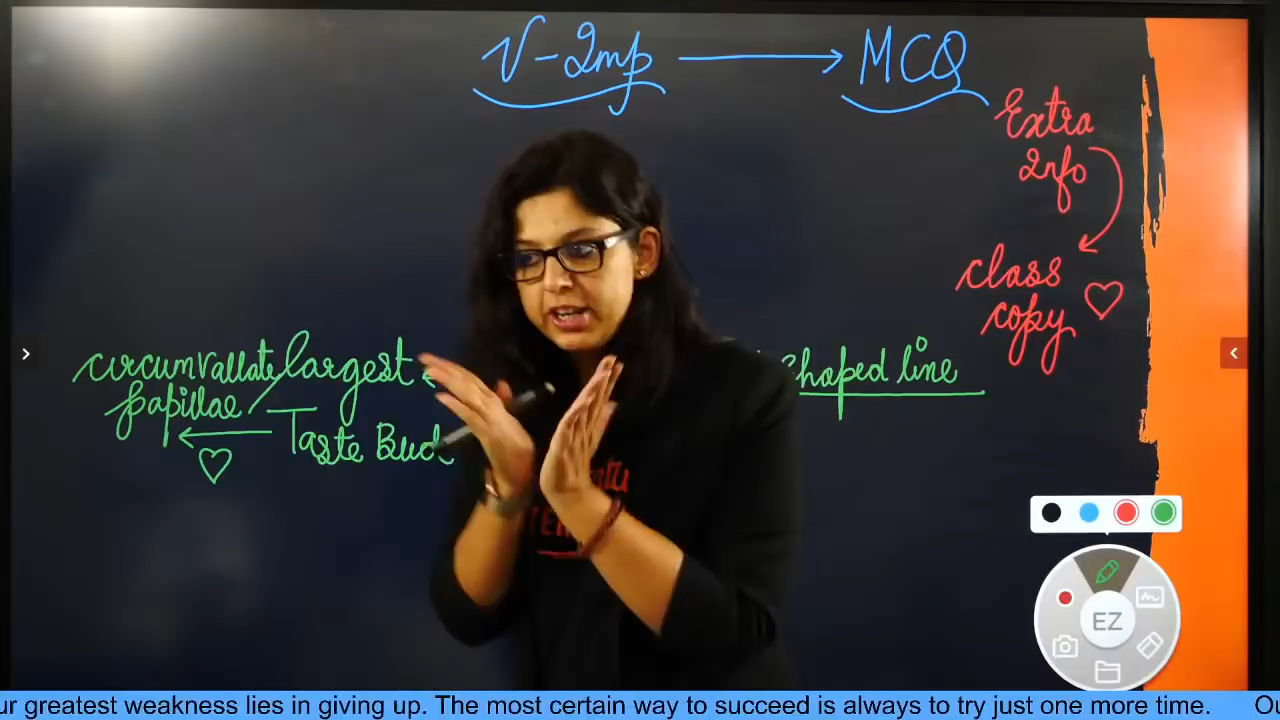 V-Imp → MCQ
Extra
Info
class
copy ♡
circumvallate
papillae / largest
Taste Bud
shaped line
EZ
ur greatest weakness lies in giving up. The most certain way to succeed is always to try just one more time. Ou